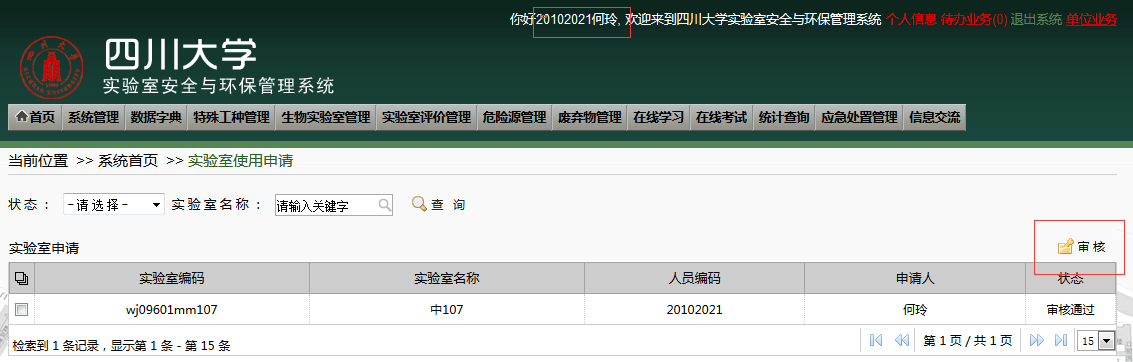 你好20102021何玲, 欢迎来到四川大学实验室安全与环保管理系统 个人信息 待办业务(0) 退出系统 单位业务
四川大学
实验室安全与环保管理系统
首页 系统管理 数据字典 特殊工种管理 生物实验室管理 实验室评价管理 危险源管理 废弃物管理 在线学习 在线考试 统计查询 应急处置管理 信息交流
当前位置 >> 系统首页 >> 实验室使用申请
状态： -请选择- 实验室名称： 请输入关键字 查 询
实验室申请 审核
实验室编码 实验室名称 人员编码 申请人 状态
wj09601mm107 中107 20102021 何玲 审核通过
检索到 1 条记录，显示第 1 条 - 第 15 条 第 1 页 / 共 1 页 15